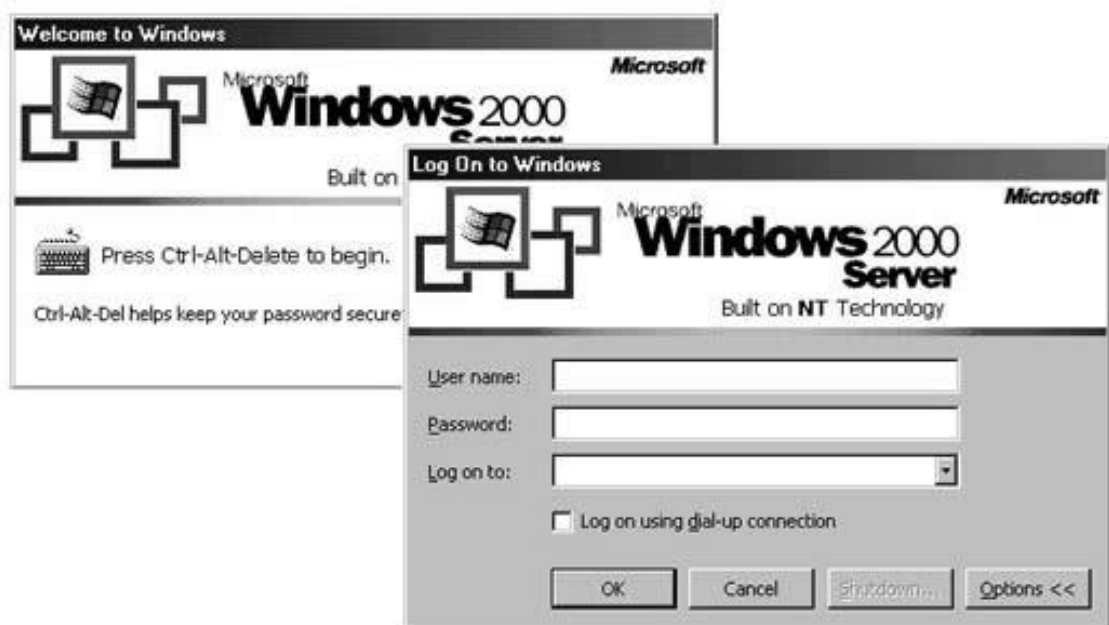 Welcome to Windows
Microsoft
Microsoft
Windows 2000
Server
Built on
Press Ctrl-Alt-Delete to begin.
Ctrl-Alt-Del helps keep your password secure
Log On to Windows
Microsoft
Microsoft
Windows 2000
Server
Built on NT Technology
User name:
Password:
Log on to:
Log on using dial-up connection
OK Cancel Shutdown... Options <<